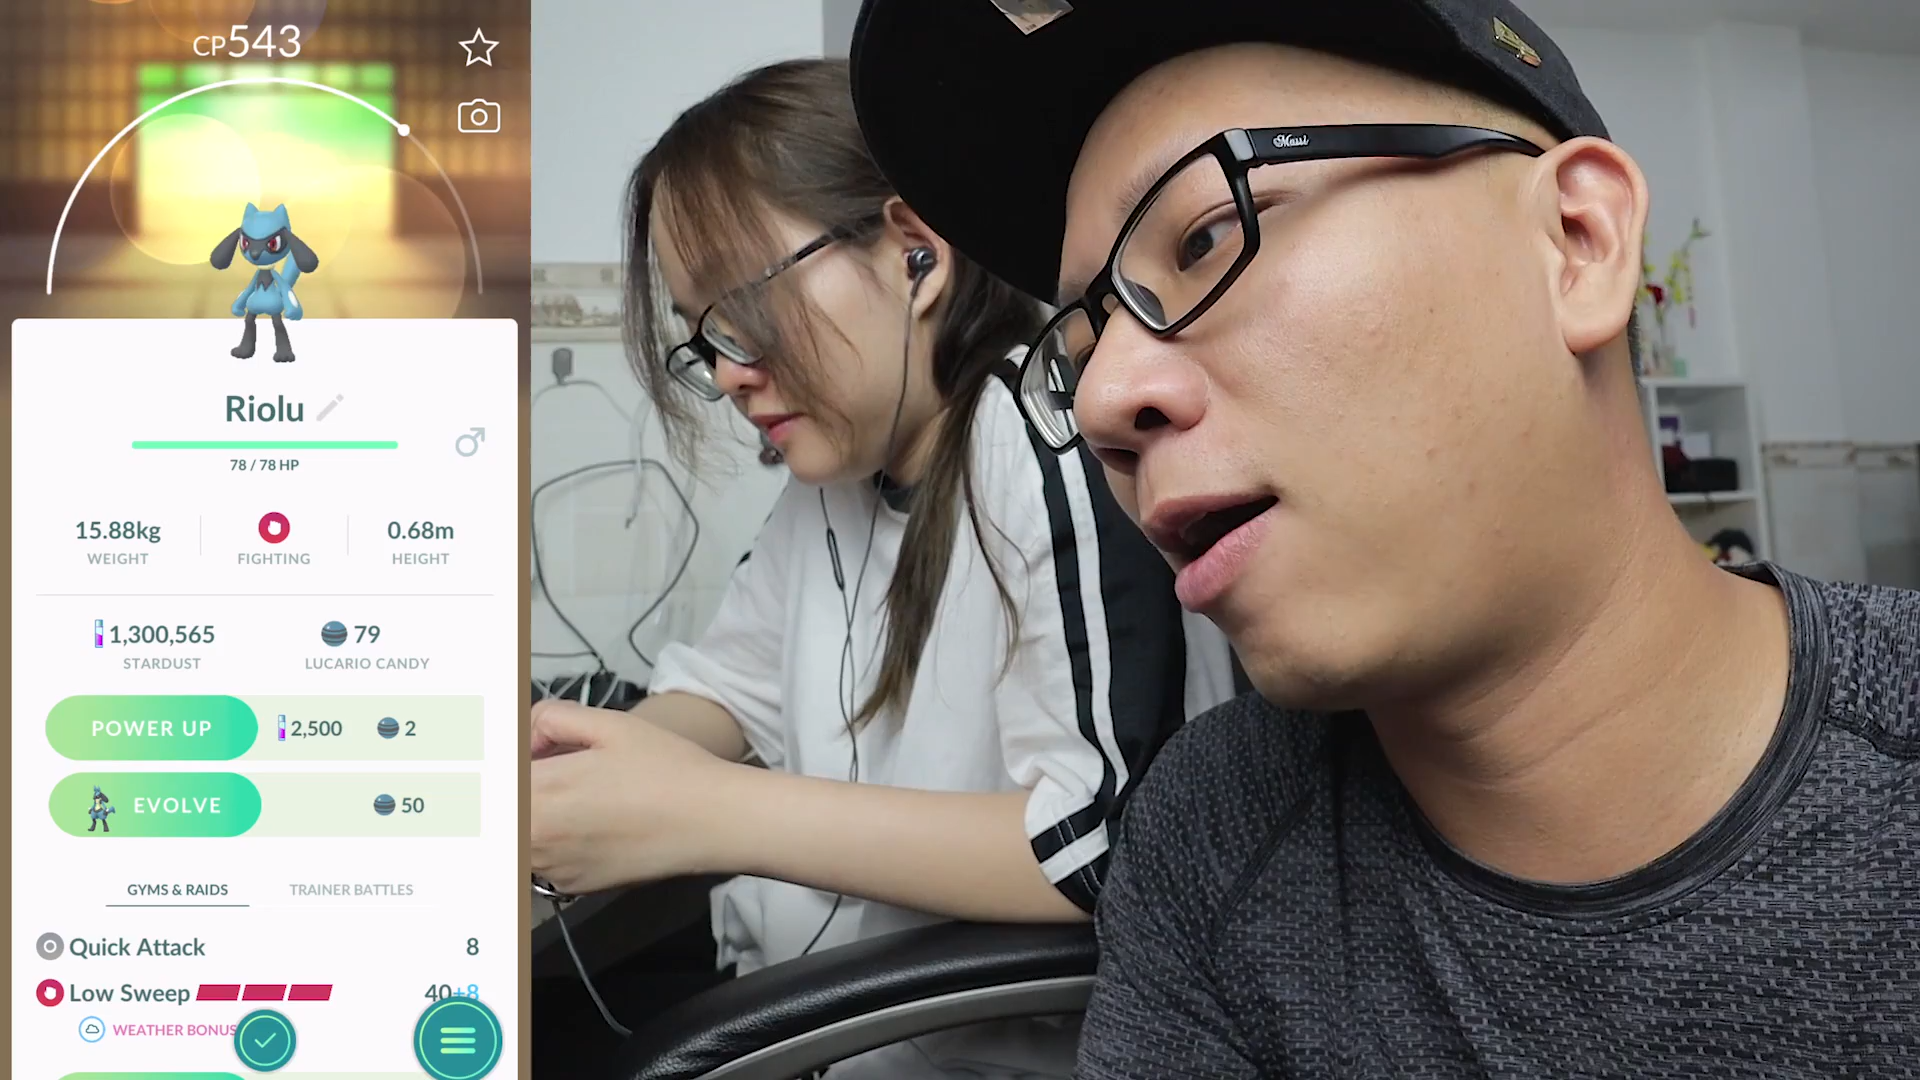 CP543
Riolu
78 / 78 HP
15.88kg
WEIGHT
FIGHTING
0.68m
HEIGHT
1,300,565
STARDUST
79
LUCARIO CANDY
POWER UP
2,500
2
EVOLVE
50
GYMS & RAIDS
TRAINER BATTLES
Quick Attack
8
Low Sweep
40+8
WEATHER BONUS
Mussi